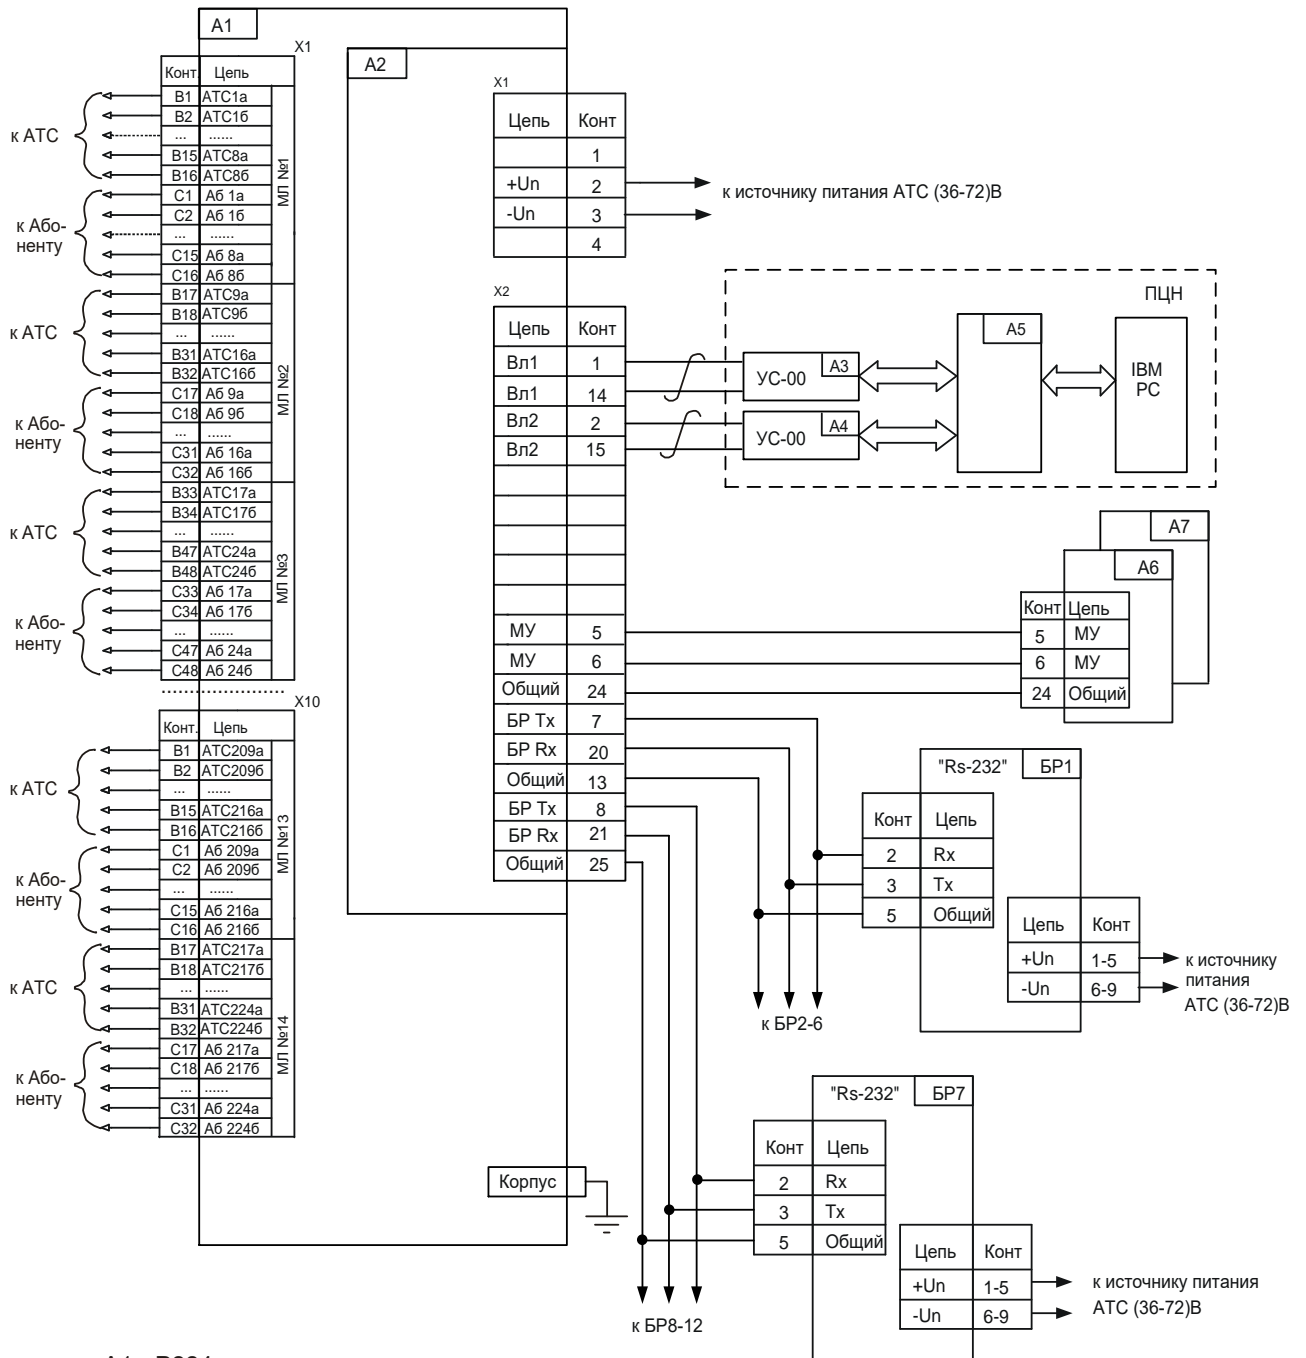 A1
X1
Конт. Цепь
B1 АТС1а
B2 АТС1б
... ......
B15 АТС8а
B16 АТС8б
C1 Аб 1а
C2 Аб 1б
... ......
C15 Аб 8а
C16 Аб 8б
МЛ №1
к АТС
к Або-
ненту
B17 АТС9а
B18 АТС9б
... ......
B31 АТС16а
B32 АТС16б
C17 Аб 9а
C18 Аб 9б
... ......
C31 Аб 16а
C32 Аб 16б
МЛ №2
к АТС
к Або-
ненту
B33 АТС17а
B34 АТС17б
... ......
B47 АТС24а
B48 АТС24б
C33 Аб 17а
C34 Аб 17б
... ......
C47 Аб 24а
C48 Аб 24б
МЛ №3
к АТС
к Або-
ненту
X10
Конт. Цепь
B1 АТС209а
B2 АТС209б
... ......
B15 АТС216а
B16 АТС216б
C1 Аб 209а
C2 Аб 209б
... ......
C15 Аб 216а
C16 Аб 216б
МЛ №13
к АТС
к Або-
ненту
B17 АТС217а
B18 АТС217б
... ......
B31 АТС224а
B32 АТС224б
C17 Аб 217а
C18 Аб 217б
... ......
C31 Аб 224а
C32 Аб 224б
МЛ №14
к АТС
к Або-
ненту
A2
X1
Цепь Конт
1
+Un 2
-Un 3
4
к источнику питания АТС (36-72)В
X2
Цепь Конт
Вл1 1
Вл1 14
Вл2 2
Вл2 15
МУ 5
МУ 6
Общий 24
БР Tx 7
БР Rx 20
Общий 13
БР Tx 8
БР Rx 21
Общий 25
ПЦН
УС-00 A3
УС-00 A4
A5
IBM
PC
A7
A6
Конт Цепь
5 МУ
6 МУ
24 Общий
"Rs-232" БР1
Конт Цепь
2 Rx
3 Tx
5 Общий
Цепь Конт
+Un 1-5
-Un 6-9
к источнику
питания
АТС (36-72)В
к БР2-6
"Rs-232" БР7
Конт Цепь
2 Rx
3 Tx
5 Общий
Цепь Конт
+Un 1-5
-Un 6-9
к источнику питания
АТС (36-72)В
к БР8-12
Корпус